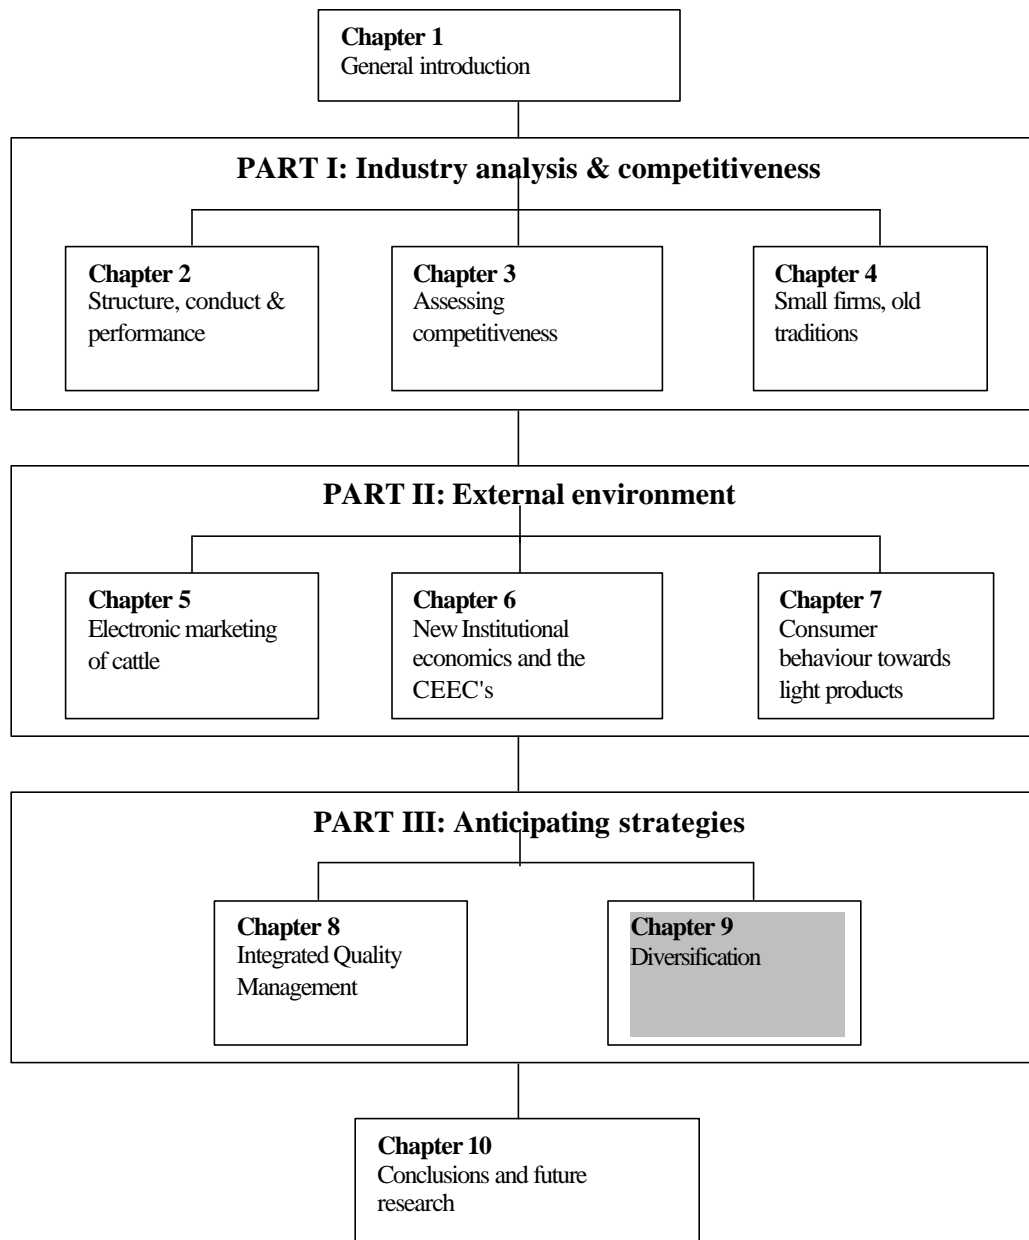 Chapter 1
General introduction
PART I: Industry analysis & competitiveness
Chapter 2
Structure, conduct &
performance
Chapter 3
Assessing
competitiveness
Chapter 4
Small firms, old
traditions
PART II: External environment
Chapter 5
Electronic marketing
of cattle
Chapter 6
New Institutional
economics and the
CEEC's
Chapter 7
Consumer
behaviour towards
light products
PART III: Anticipating strategies
Chapter 8
Integrated Quality
Management
Chapter 9
Diversification
Chapter 10
Conclusions and future
research